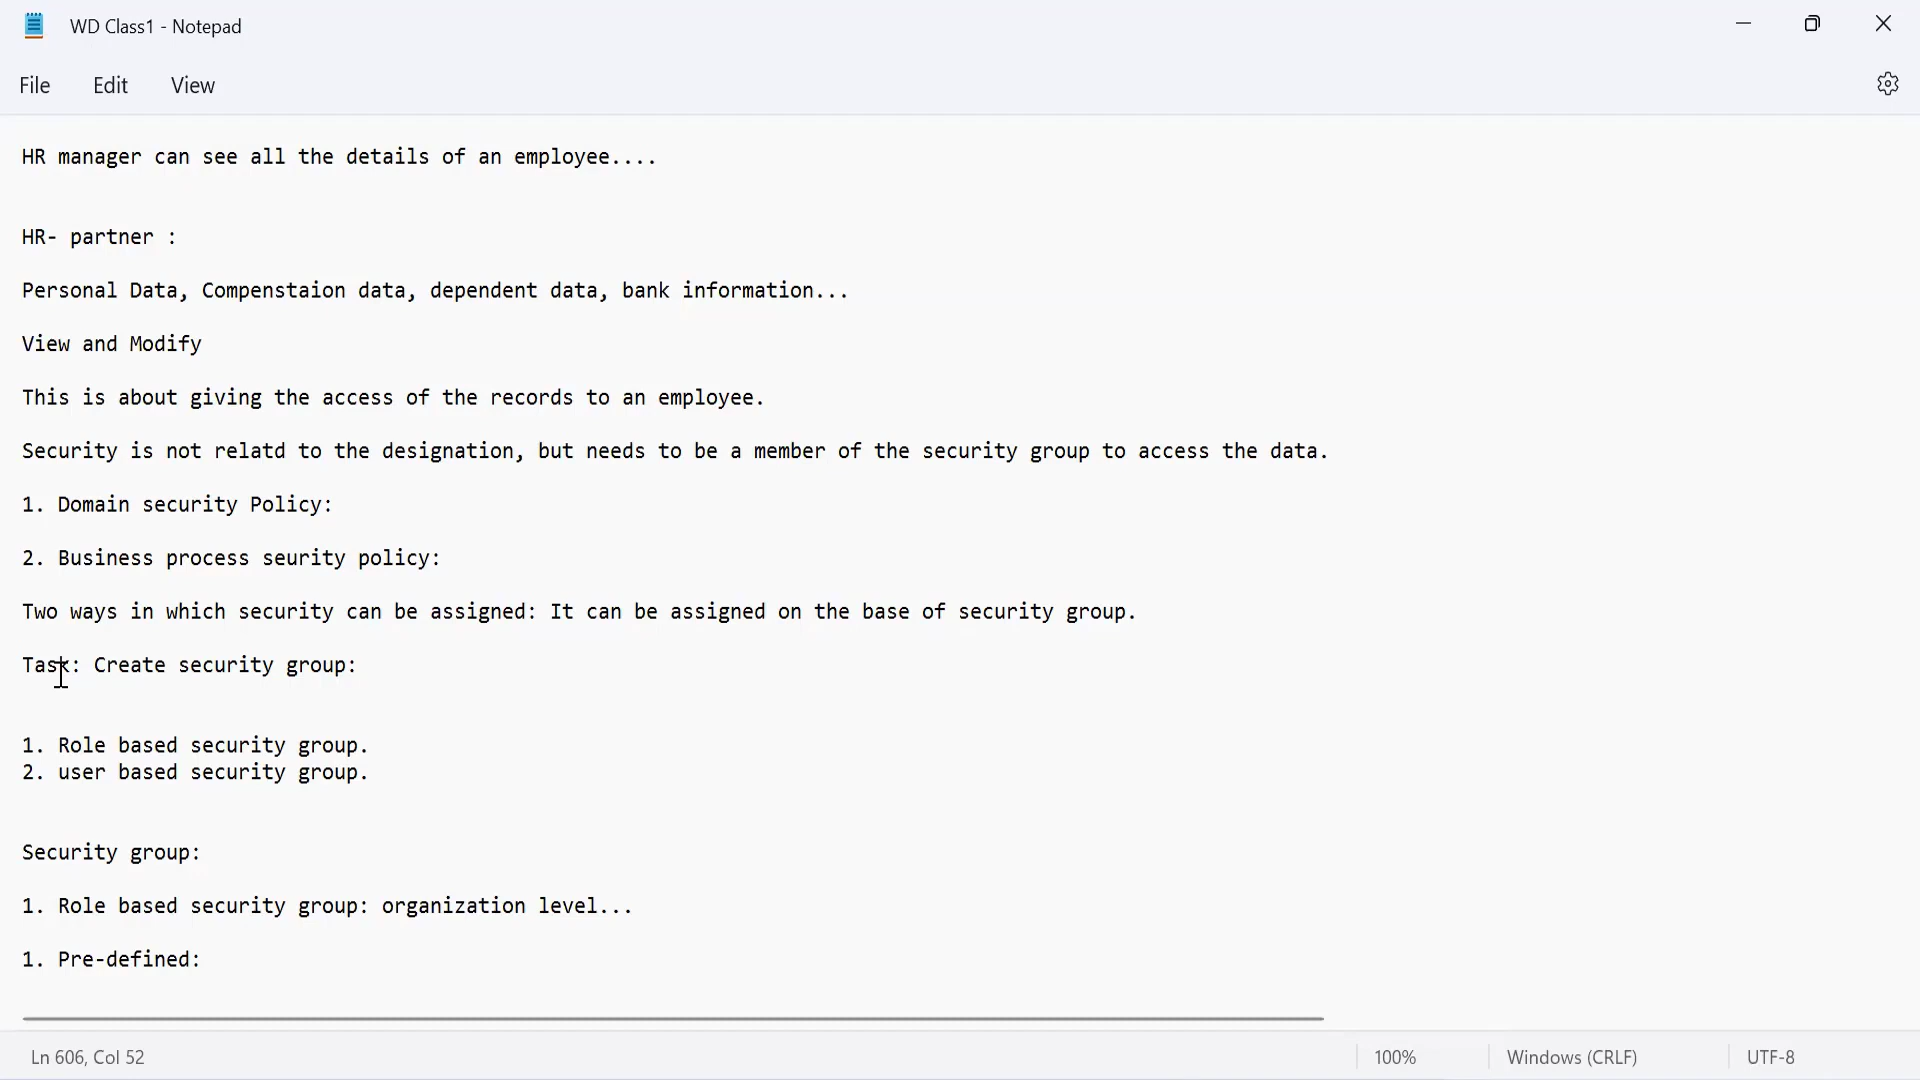 WD Class1 - Notepad
File Edit View
HR manager can see all the details of an employee....
HR- partner :
Personal Data, Compenstaion data, dependent data, bank information...
View and Modify
This is about giving the access of the records to an employee.
Security is not relatd to the designation, but needs to be a member of the security group to access the data.
1. Domain security Policy:
2. Business process seurity policy:
Two ways in which security can be assigned: It can be assigned on the base of security group.
Task: Create security group:
1. Role based security group.
2. user based security group.
Security group:
1. Role based security group: organization level...
1. Pre-defined:
Ln 606, Col 52 100% Windows (CRLF) UTF-8